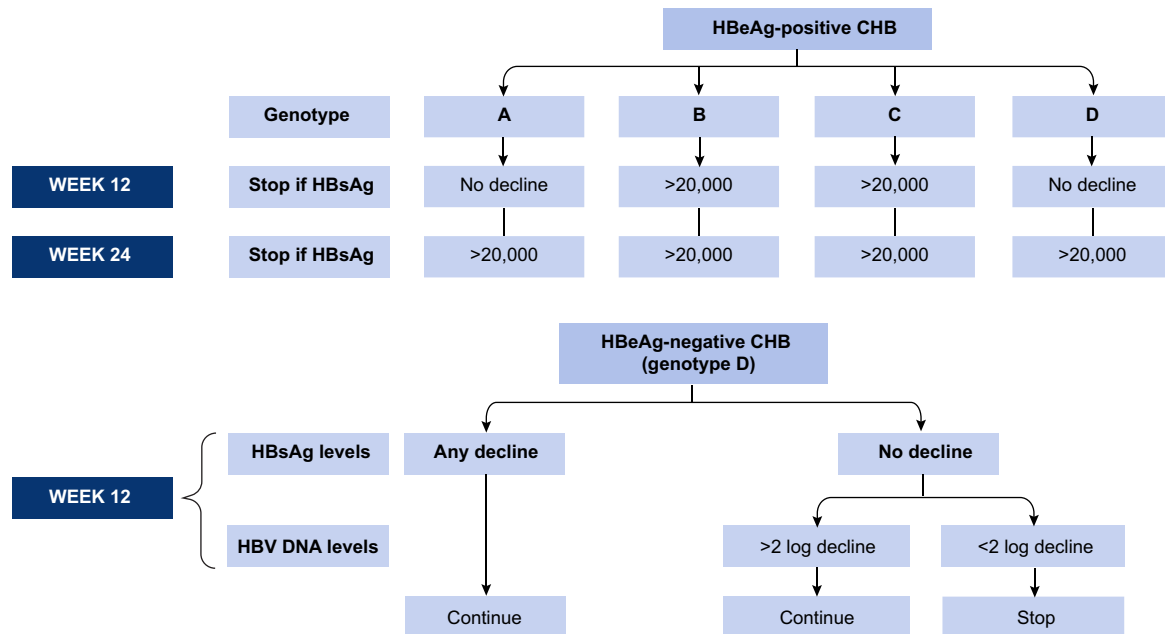 HBeAg-positive CHB
Genotype A B C D
WEEK 12 Stop if HBsAg No decline >20,000 >20,000 No decline
WEEK 24 Stop if HBsAg >20,000 >20,000 >20,000 >20,000
HBeAg-negative CHB
(genotype D)
HBsAg levels Any decline No decline
WEEK 12
HBV DNA levels >2 log decline <2 log decline
Continue Continue Stop